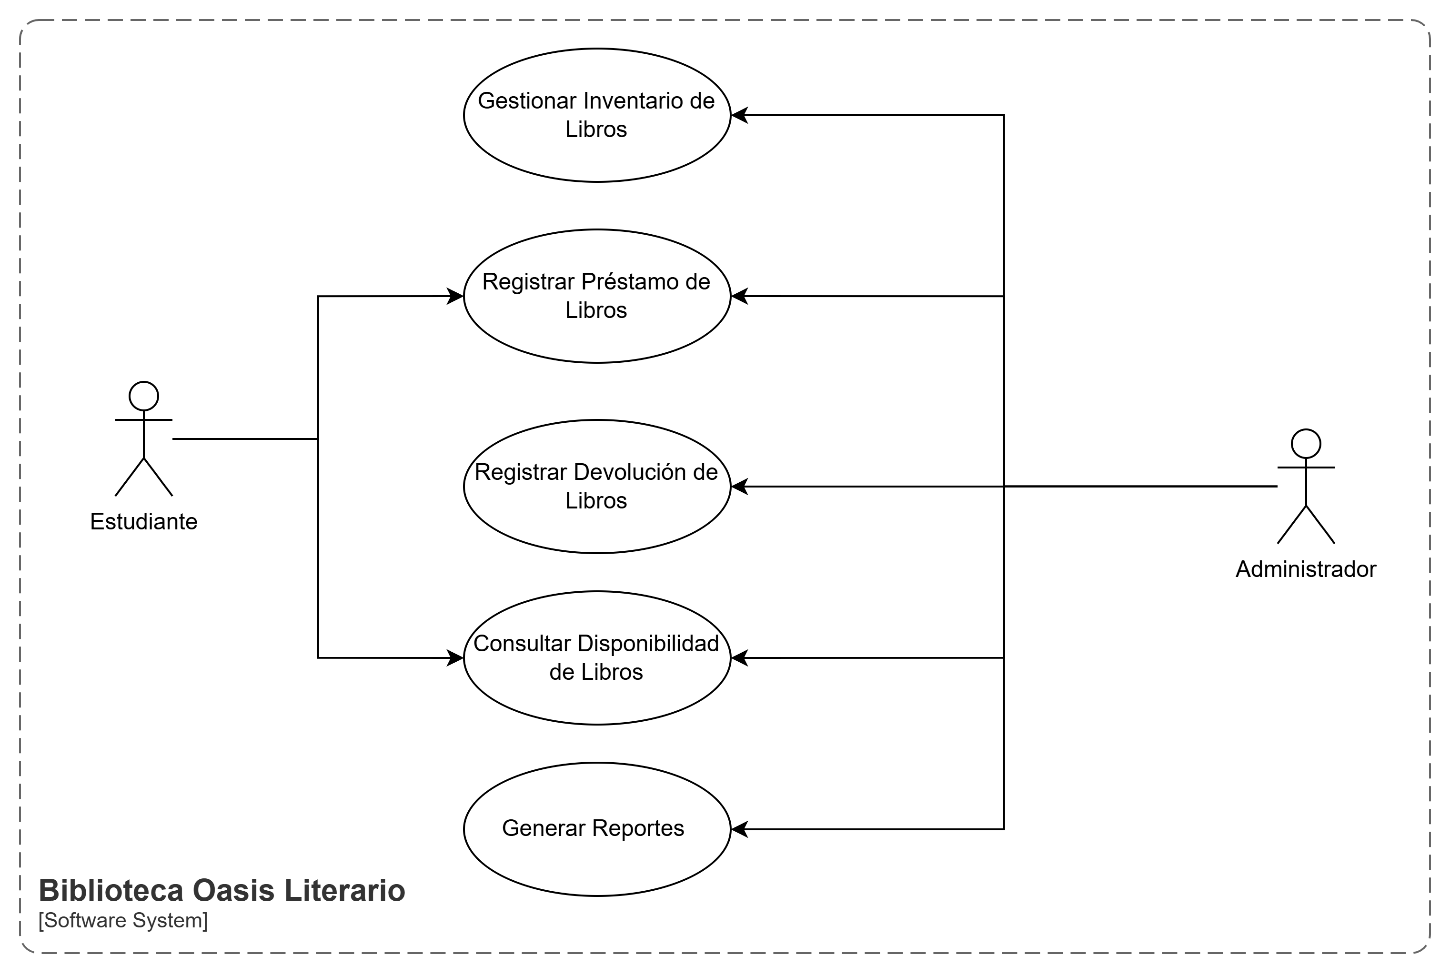 Gestionar Inventario de
Libros
Registrar Préstamo de
Libros
Registrar Devolución de
Libros
Estudiante
Administrador
Consultar Disponibilidad
de Libros
Generar Reportes
Biblioteca Oasis Literario
[Software System]